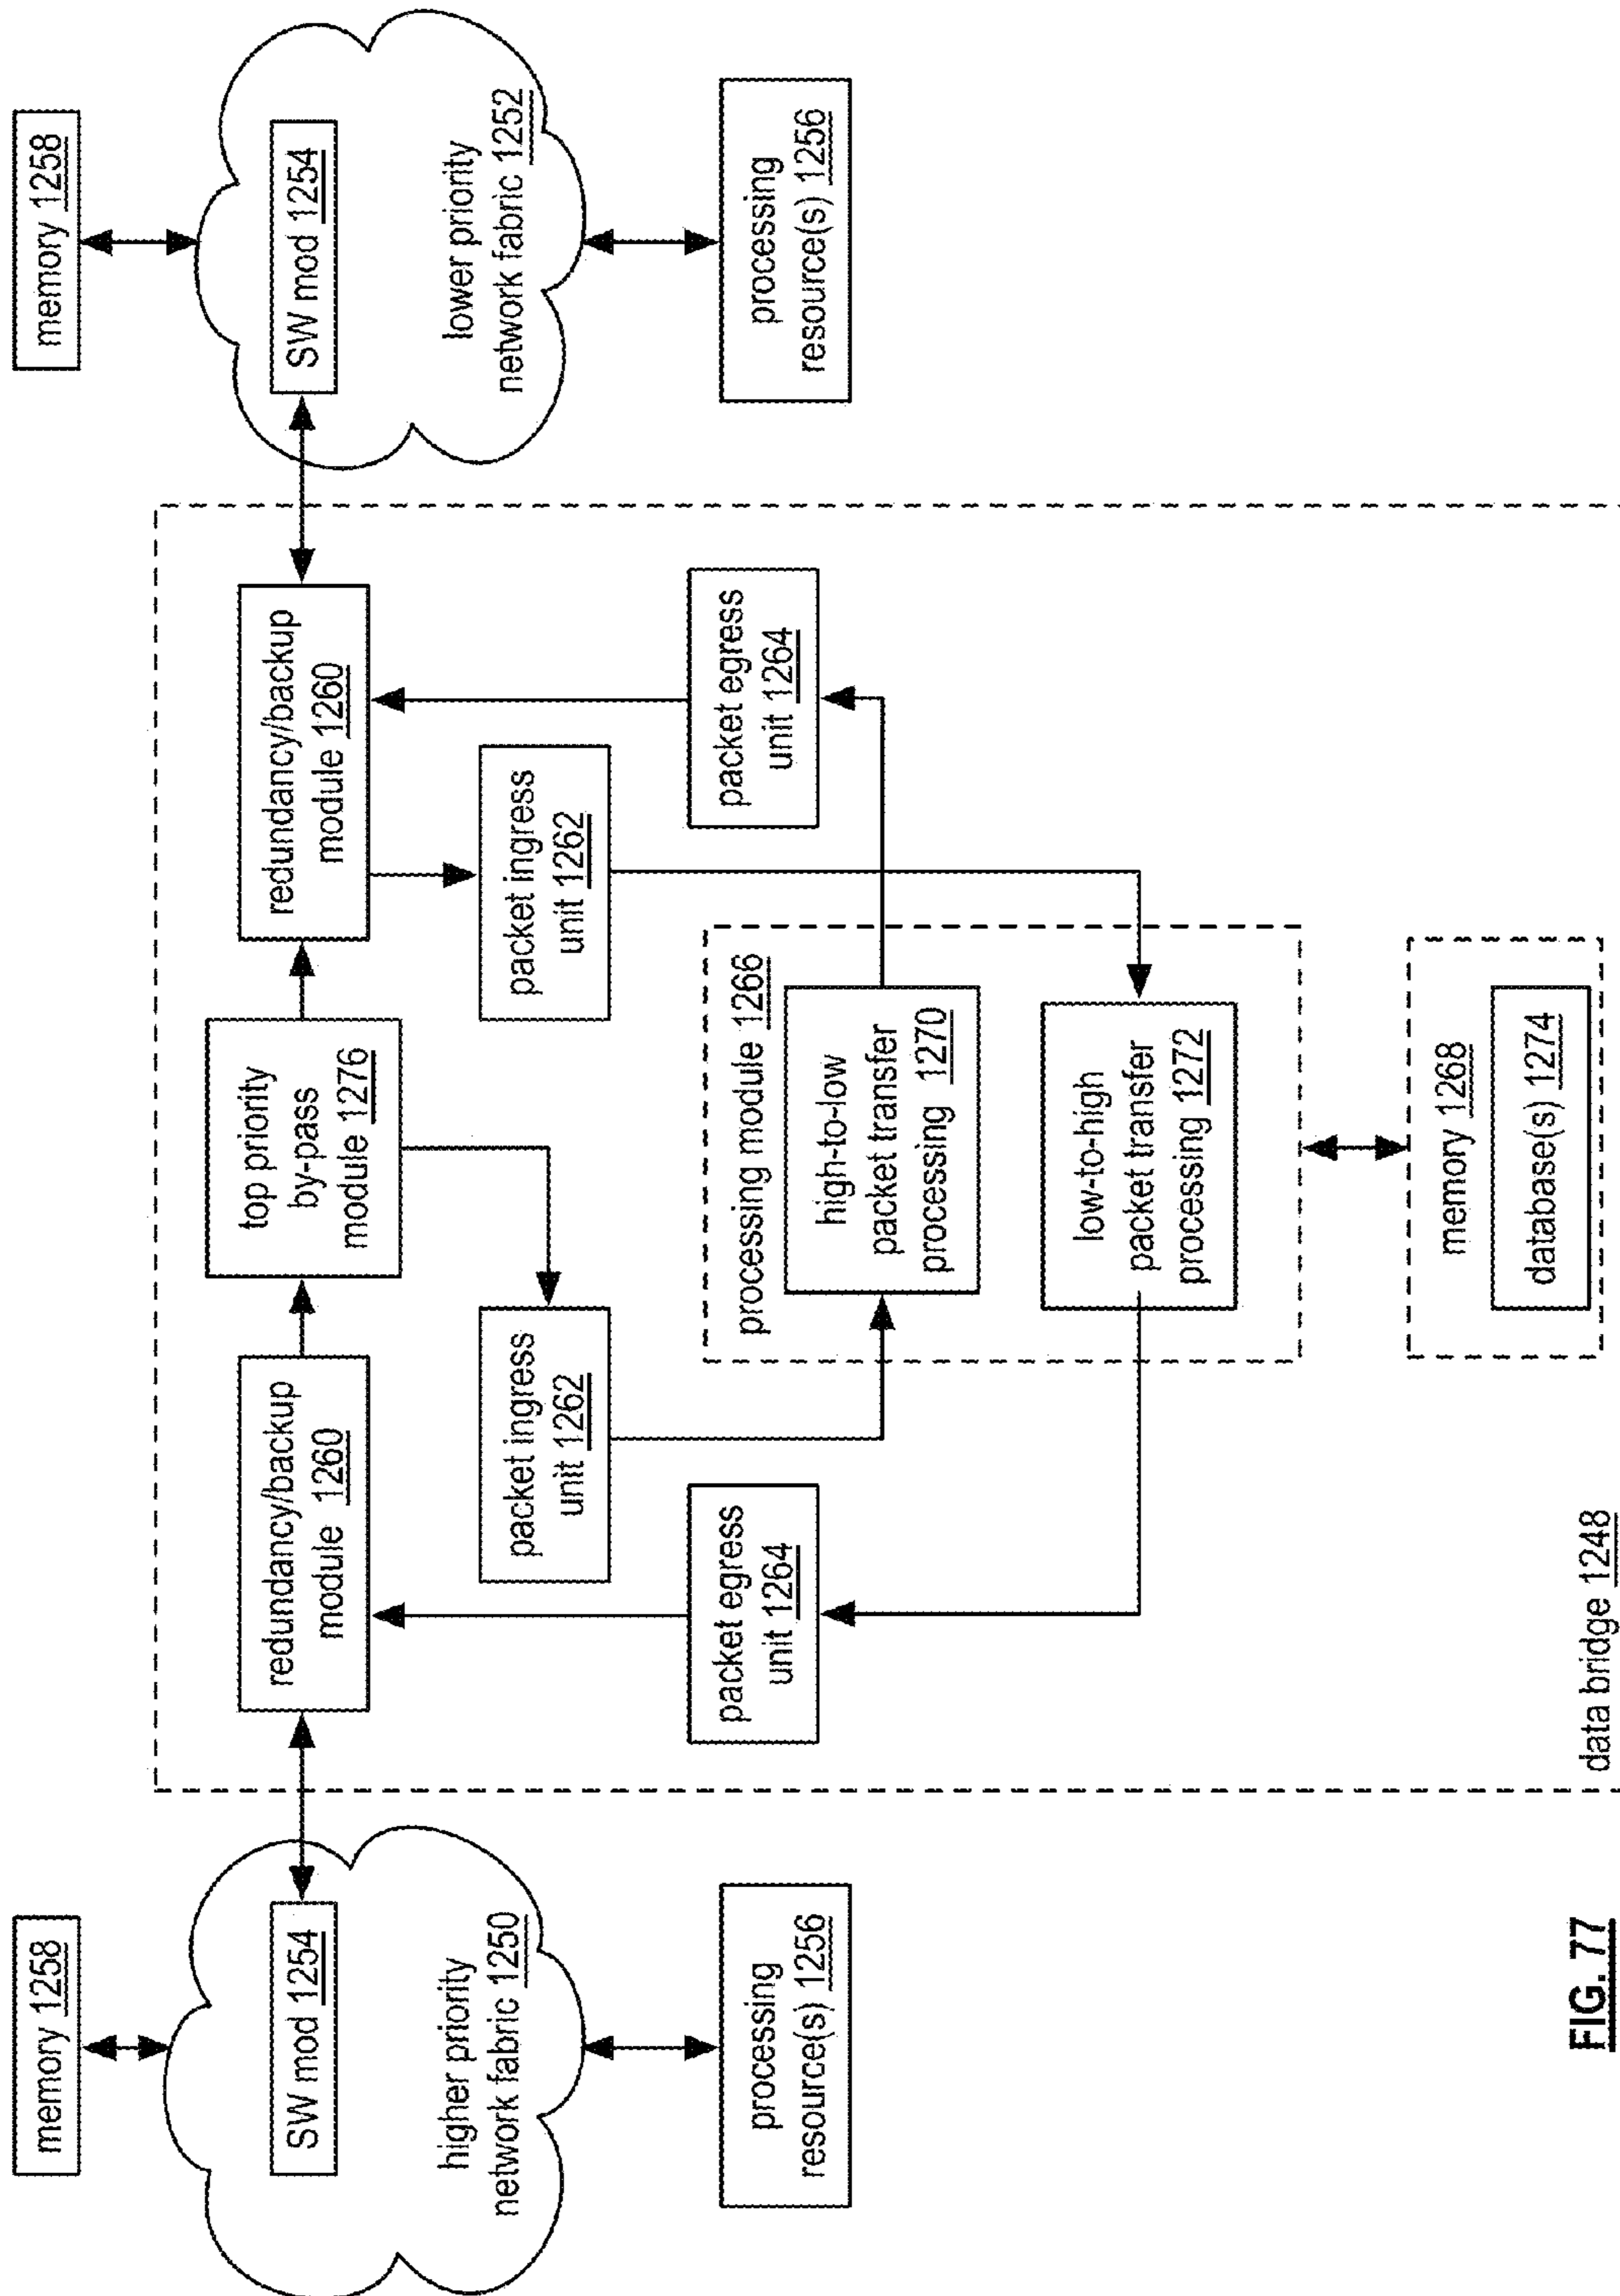 memory 1258
SW mod 1254
higher priority
network fabric 1250
processing
resource(s) 1256
redundancy/backup
module 1260
top priority
by-pass
module 1276
redundancy/backup
module 1260
packet ingress
unit 1262
packet ingress
unit 1262
packet egress
unit 1264
packet egress
unit 1264
processing module 1266
high-to-low
packet transfer
processing 1270
low-to-high
packet transfer
processing 1272
memory 1268
database(s) 1274
data bridge 1248
memory 1258
SW mod 1254
lower priority
network fabric 1252
processing
resource(s) 1256
FIG. 77